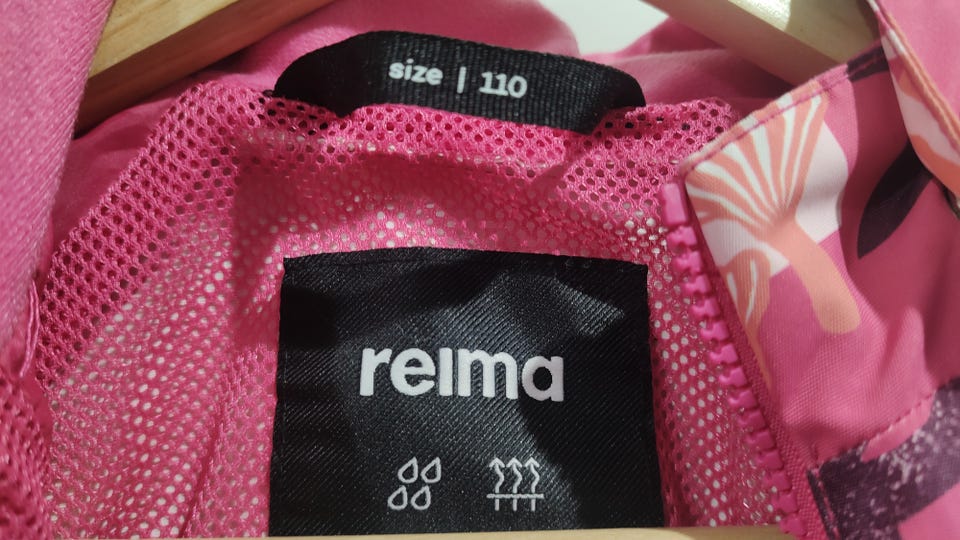 size | 110
reima